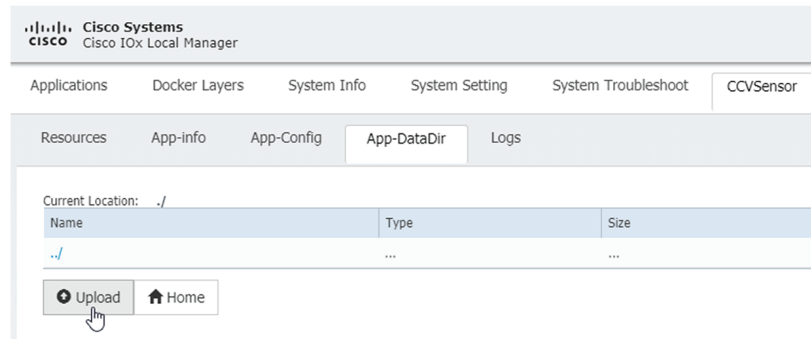 Cisco Systems
CISCO Cisco IOx Local Manager
Applications Docker Layers System Info System Setting System Troubleshoot CCVSensor
Resources App-info App-Config App-DataDir Logs
Current Location: ./
Name Type Size
../ ... ...
Upload Home